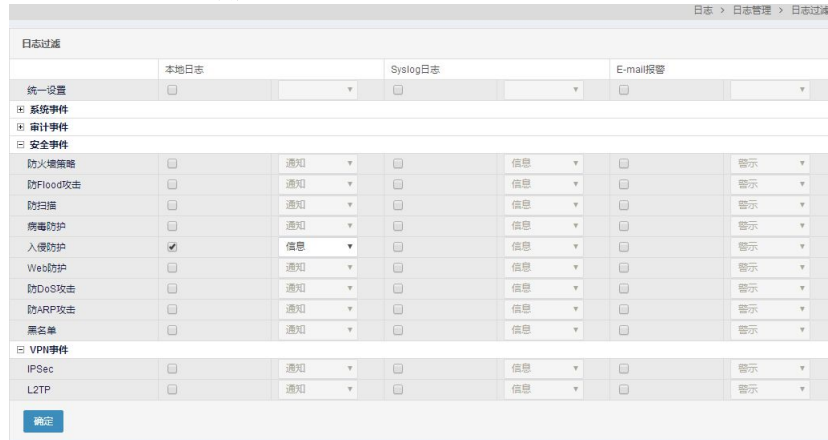 日志 > 日志管理 > 日志过滤
日志过滤
本地日志 Syslog日志 E-mail报警
统一设置
系统事件
审计事件
安全事件
防火墙策略 通知 信息 警示
防Flood攻击 通知 信息 警示
防扫描 通知 信息 警示
病毒防护 通知 信息 警示
入侵防护 信息 信息 警示
Web防护 通知 信息 警示
防DoS攻击 通知 信息 警示
防ARP攻击 通知 信息 警示
黑名单 通知 信息 警示
VPN事件
IPSec 通知 信息 警示
L2TP 通知 信息 警示
确定